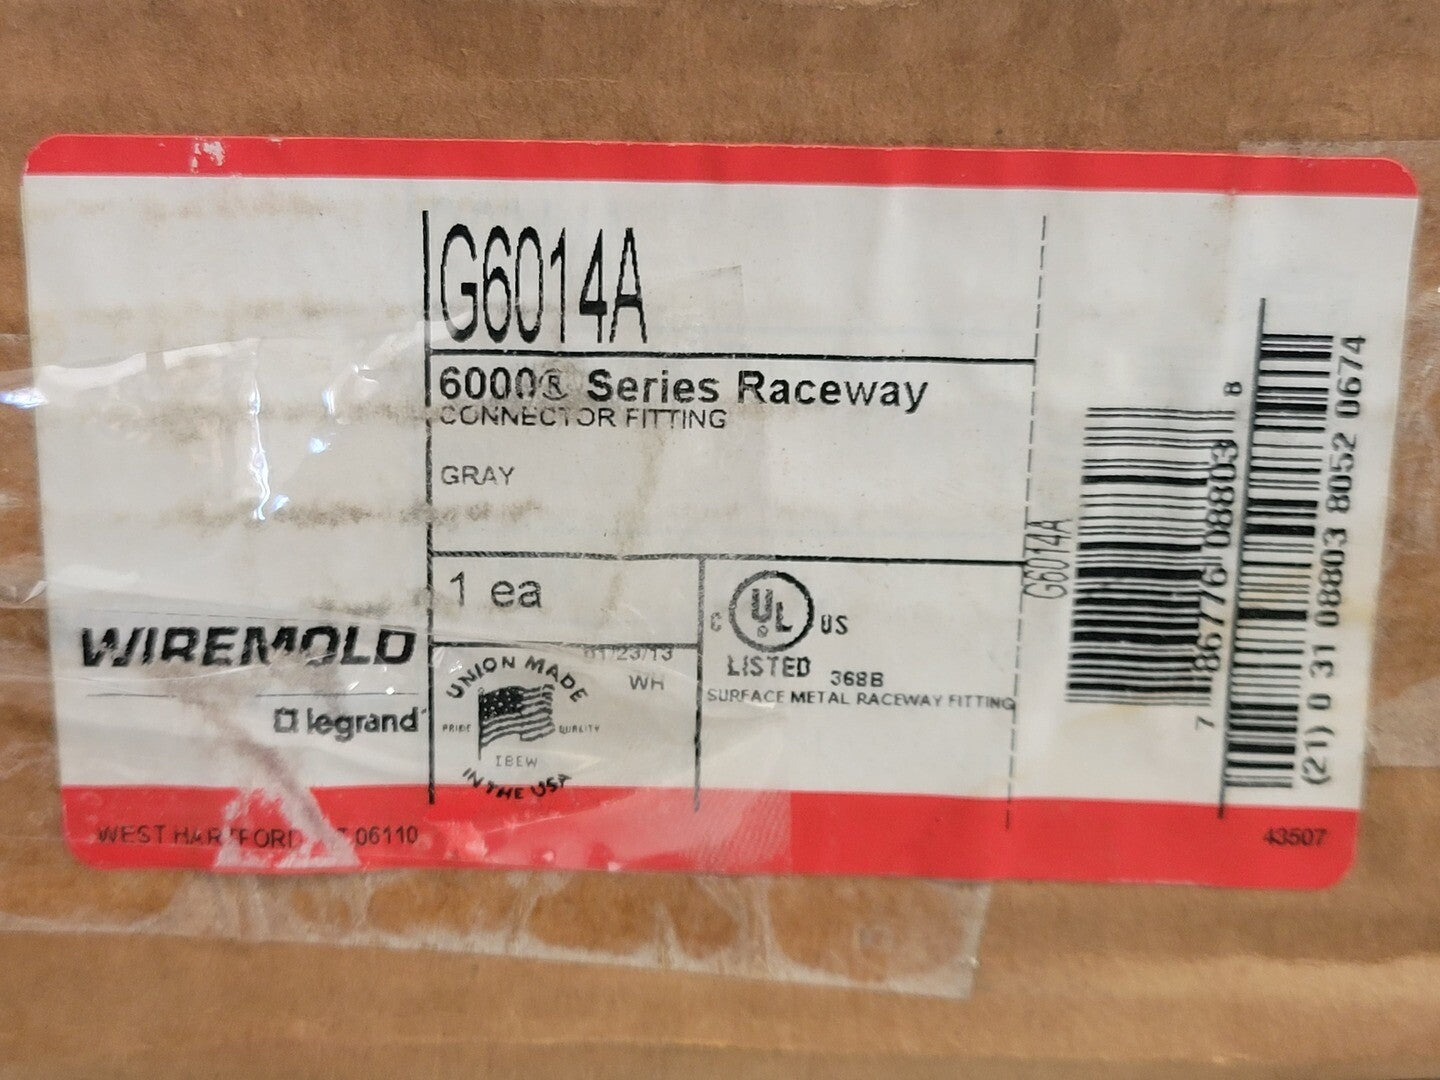 G6014A
6000® Series Raceway
CONNECTOR FITTING
GRAY
1 ea
WIREMOLD
legrand
01/23/13
WH
UNION MADE
PRIDE QUALITY
IBEW
IN THE USA
C UL ® US
LISTED 368B
SURFACE METAL RACEWAY FITTING
G6014A
7 86776 08803 8
(21) 0 31 08803 8052 0674
WEST HARTFORD 06110
43507